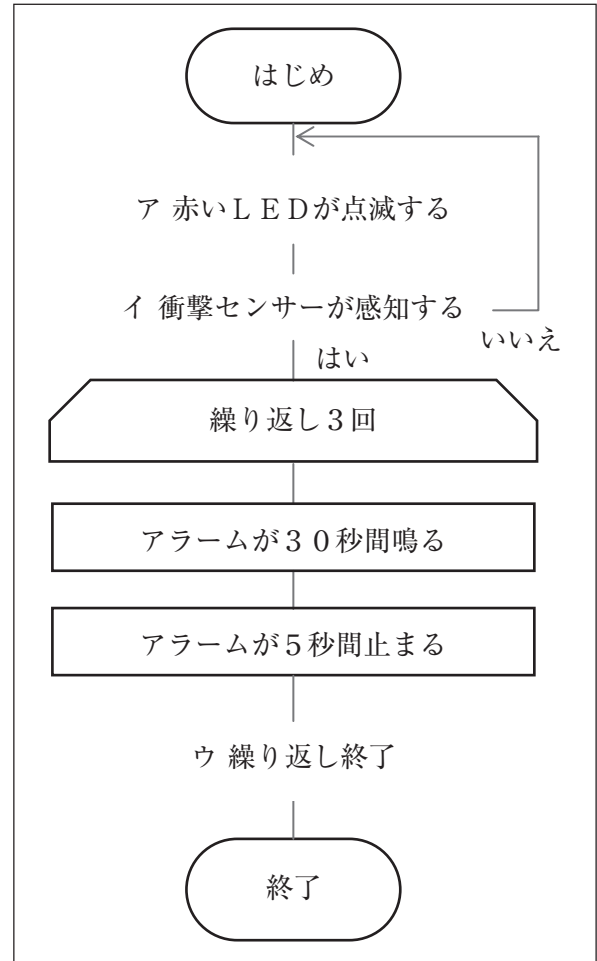 はじめ
ア 赤いＬＥＤが点滅する
イ 衝撃センサーが感知する
いいえ
はい
繰り返し３回
アラームが３０秒間鳴る
アラームが５秒間止まる
ウ 繰り返し終了
終了